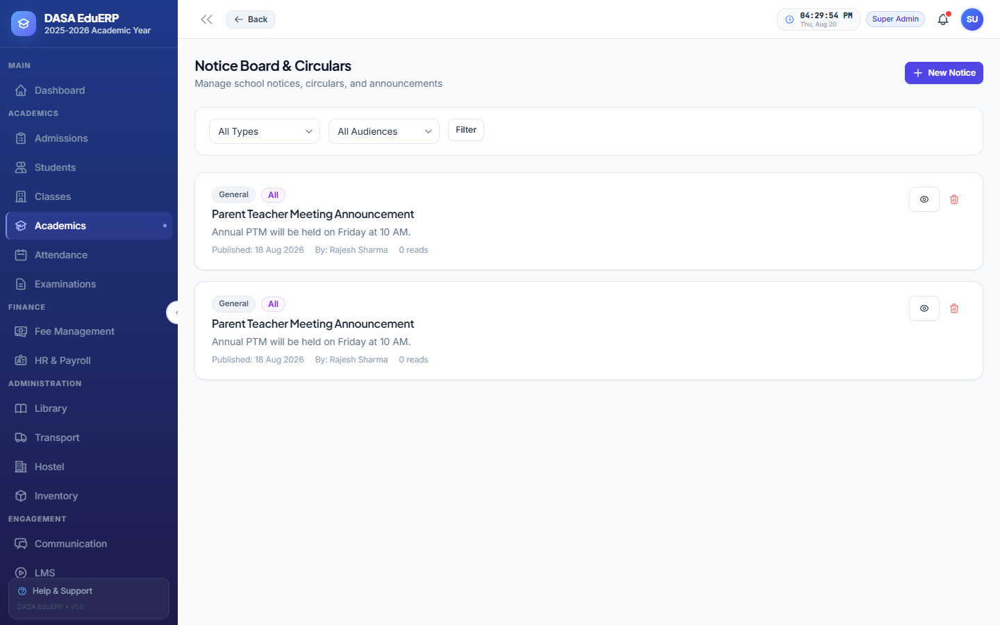 DASA EduERP
2025-2026 Academic Year
MAIN
Dashboard
ACADEMICS
Admissions
Students
Classes
Academics
Attendance
Examinations
FINANCE
Fee Management
HR & Payroll
ADMINISTRATION
Library
Transport
Hostel
Inventory
ENGAGEMENT
Communication
LMS
Help & Support
DASA EduERP • v1.0
Back
04:29:54 PM
Thu, Aug 20
Super Admin
SU
Notice Board & Circulars
Manage school notices, circulars, and announcements
New Notice
All Types
All Audiences
Filter
General All
Parent Teacher Meeting Announcement
Annual PTM will be held on Friday at 10 AM.
Published: 18 Aug 2026 By: Rajesh Sharma 0 reads
General All
Parent Teacher Meeting Announcement
Annual PTM will be held on Friday at 10 AM.
Published: 18 Aug 2026 By: Rajesh Sharma 0 reads